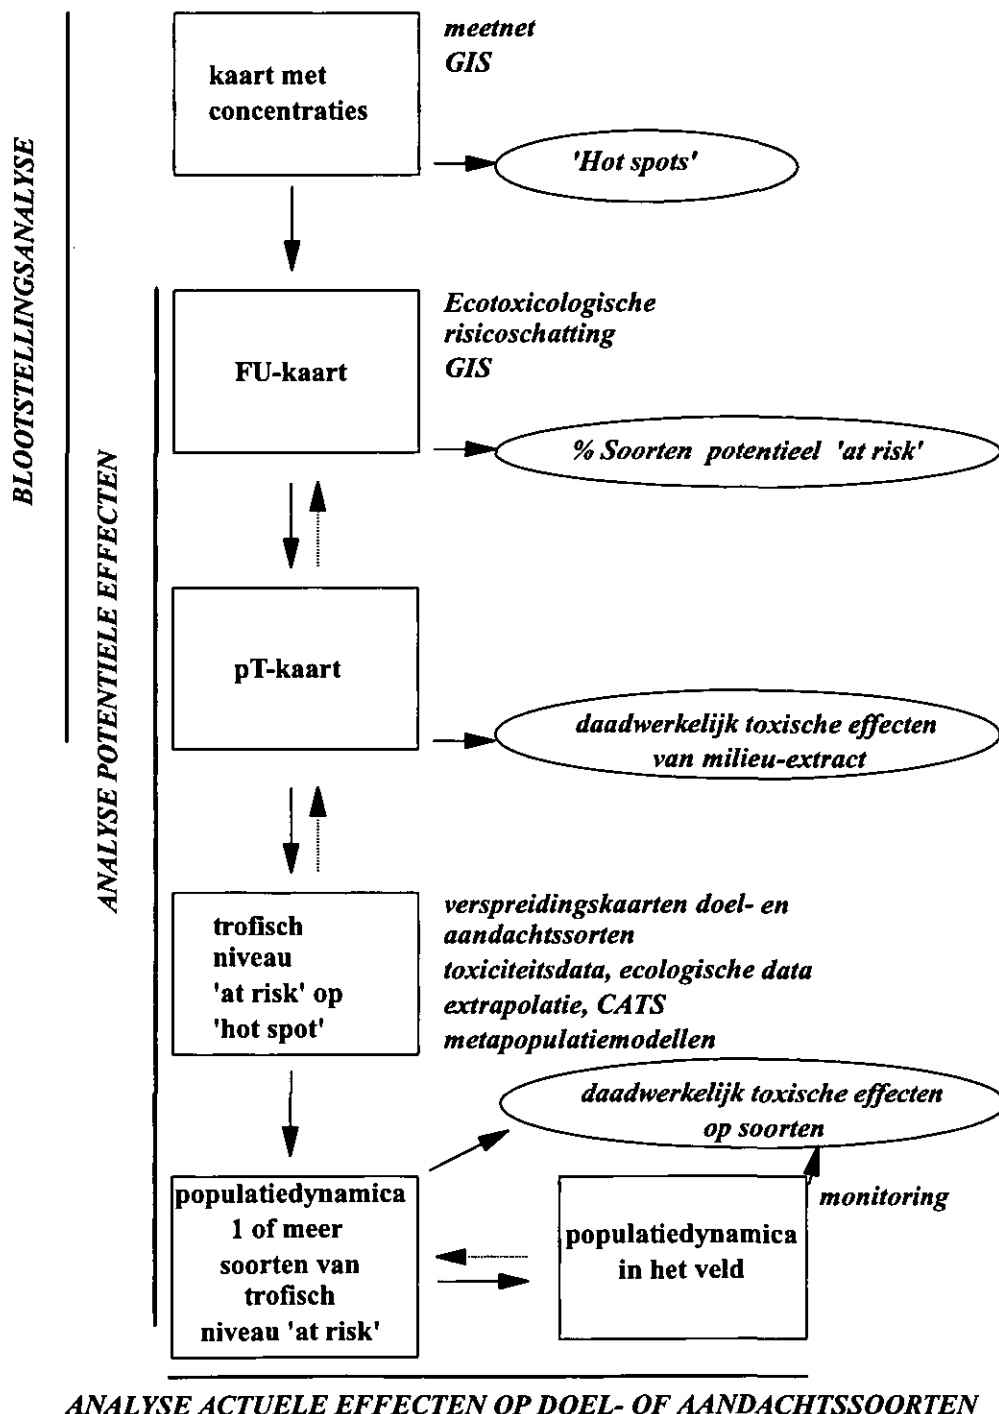 meetnet
GIS
kaart met
concentraties
'Hot spots'
BLOOTSTELLINGSANALYSE
Ecotoxicologische
risicoschatting
GIS
FU-kaart
% Soorten potentieel 'at risk'
ANALYSE POTENTIELE EFFECTEN
pT-kaart
daadwerkelijk toxische effecten
van milieu-extract
trofisch
niveau
'at risk' op
'hot spot'
verspreidingskaarten doel- en
aandachtssorten
toxiciteitsdata, ecologische data
extrapolatie, CATS
metapopulatiemodellen
daadwerkelijk toxische effecten
op soorten
populatiedynamica
1 of meer
soorten van
trofisch
niveau 'at risk'
populatiedynamica
in het veld
monitoring
ANALYSE ACTUELE EFFECTEN OP DOEL- OF AANDACHTSSOORTEN